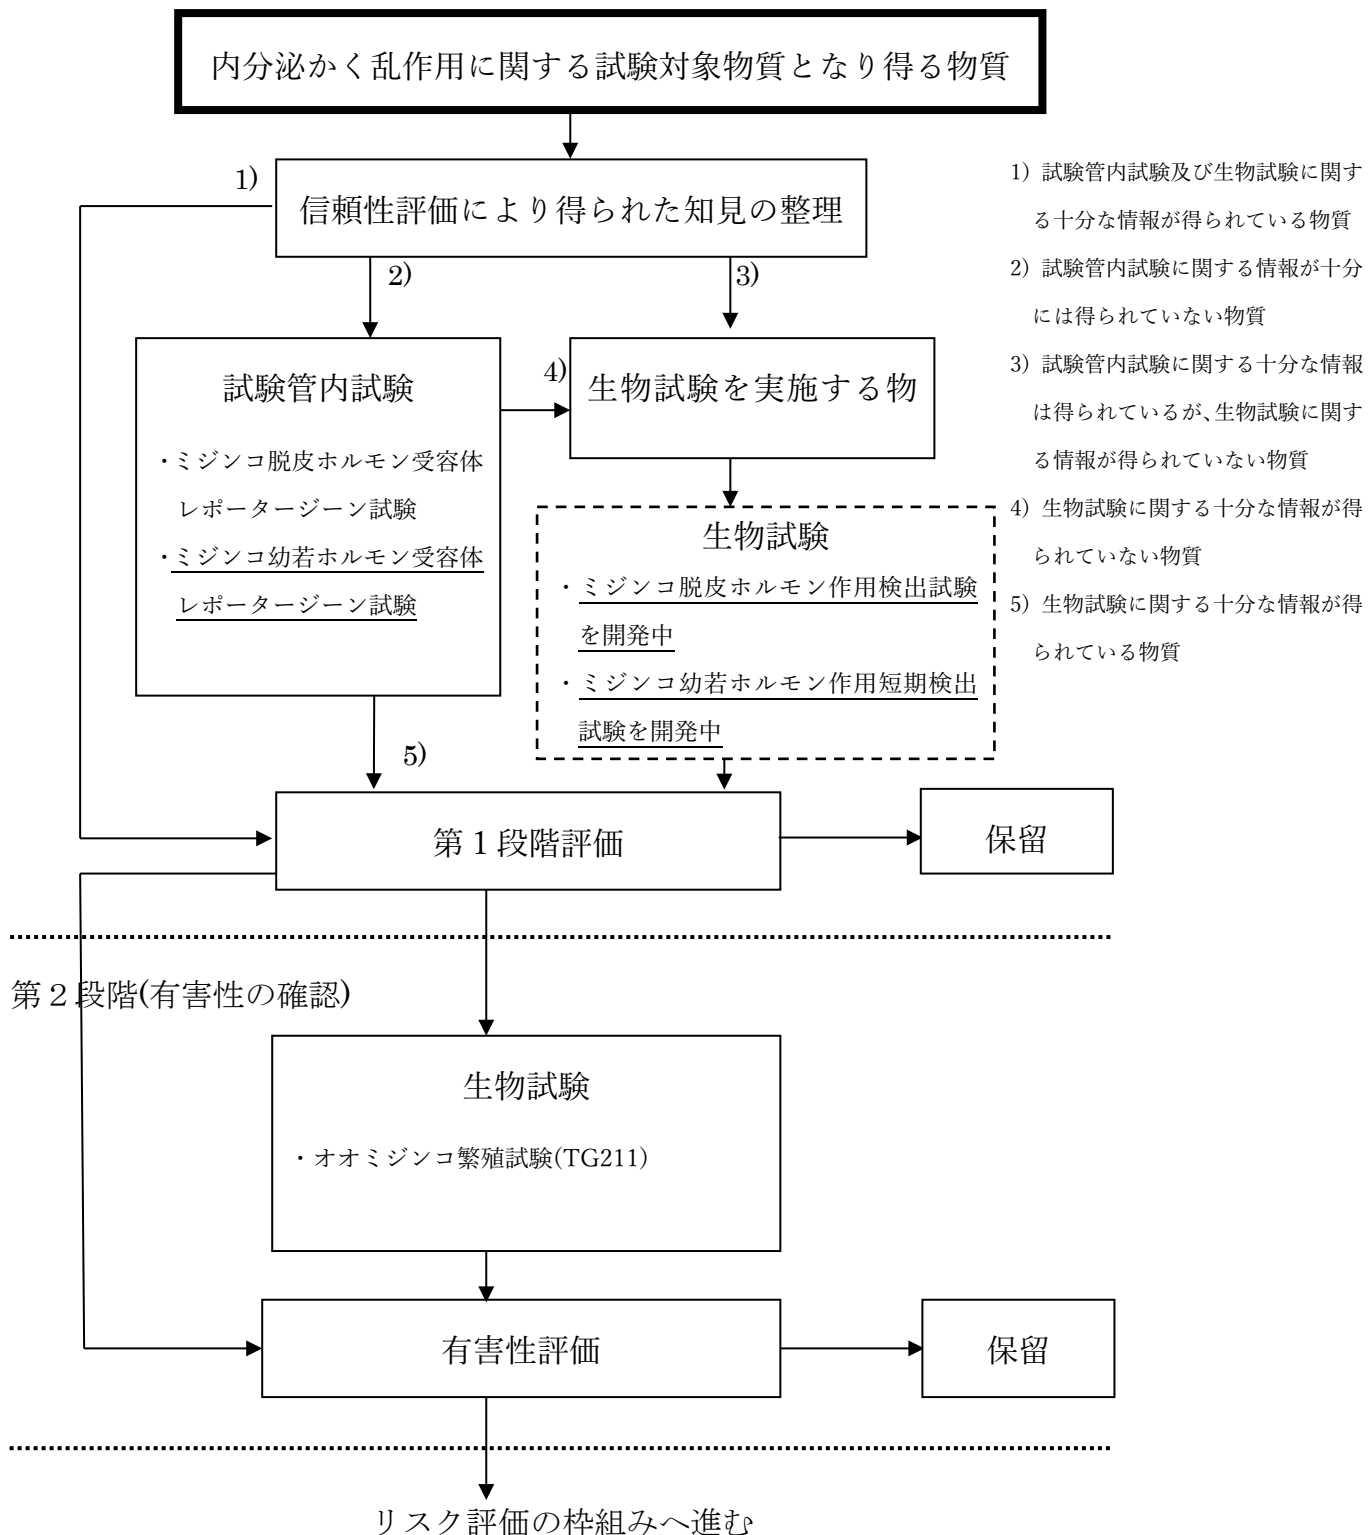 内分泌かく乱作用に関する試験対象物質となり得る物質
1)
信頼性評価により得られた知見の整理
2)
3)
1) 試験管内試験及び生物試験に関す
る十分な情報が得られている物質
2) 試験管内試験に関する情報が十分
には得られていない物質
3) 試験管内試験に関する十分な情報
は得られているが、生物試験に関す
る情報が得られていない物質
4) 生物試験に関する十分な情報が得
られていない物質
5) 生物試験に関する十分な情報が得
られている物質
試験管内試験
・ミジンコ脱皮ホルモン受容体
レポータージーン試験
・ミジンコ幼若ホルモン受容体
レポータージーン試験
4)
生物試験を実施する物
生物試験
・ミジンコ脱皮ホルモン作用検出試験
を開発中
・ミジンコ幼若ホルモン作用短期検出
試験を開発中
5)
第１段階評価
保留
第２段階(有害性の確認)
生物試験
・オオミジンコ繁殖試験(TG211)
有害性評価
保留
リスク評価の枠組みへ進む